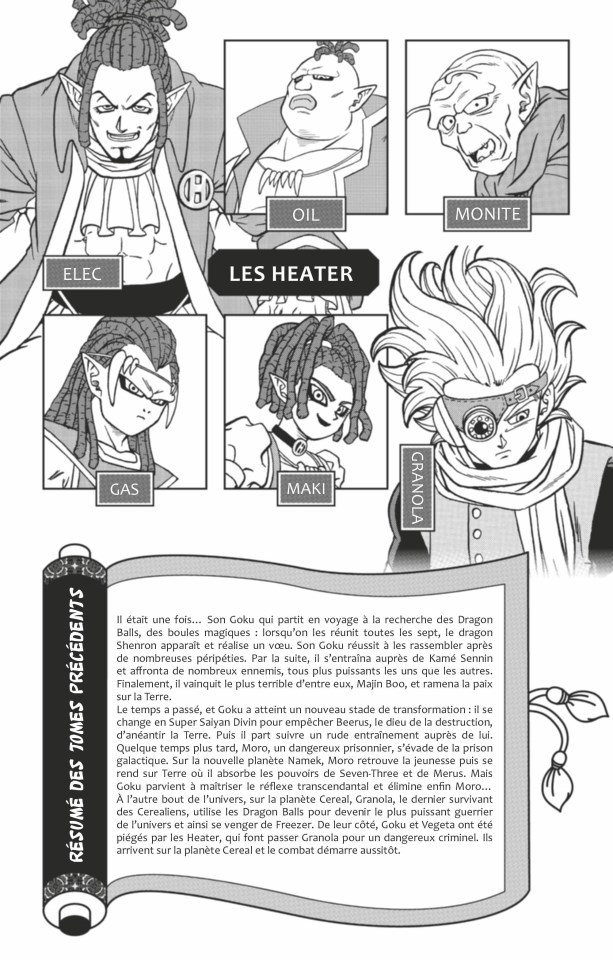 OIL
MONITE
ELEC
LES HEATER
GAS
MAKI
GRANOLA
RÉSUMÉ DES TOMES PRÉCÉDENTS
Il était une fois… Son Goku qui partit en voyage à la recherche des Dragon
Balls, des boules magiques : lorsqu’on les réunit toutes les sept, le dragon
Shenron apparaît et réalise un vœu. Son Goku réussit à les rassembler après
de nombreuses péripéties. Par la suite, il s’entraîna auprès de Kamé Sennin
et affronta de nombreux ennemis, tous plus puissants les uns que les autres.
Finalement, il vainquit le plus terrible d’entre eux, Majin Boo, et ramena la paix
sur la Terre.
Le temps a passé, et Goku a atteint un nouveau stade de transformation : il se
change en Super Saiyan Divin pour empêcher Beerus, le dieu de la destruction,
d’anéantir la Terre. Puis il part suivre un rude entraînement auprès de lui.
Quelque temps plus tard, Moro, un dangereux prisonnier, s’évade de la prison
galactique. Sur la nouvelle planète Namek, Moro retrouve la jeunesse puis se
rend sur Terre où il absorbe les pouvoirs de Seven-Three et de Merus. Mais
Goku parvient à maîtriser le réflexe transcendantal et élimine enfin Moro…
À l’autre bout de l’univers, sur la planète Cereal, Granola, le dernier survivant
des Cerealiens, utilise les Dragon Balls pour devenir le plus puissant guerrier
de l’univers et ainsi se venger de Freezer. De leur côté, Goku et Vegeta ont été
piégés par les Heater, qui font passer Granola pour un dangereux criminel. Ils
arrivent sur la planète Cereal et le combat démarre aussitôt.